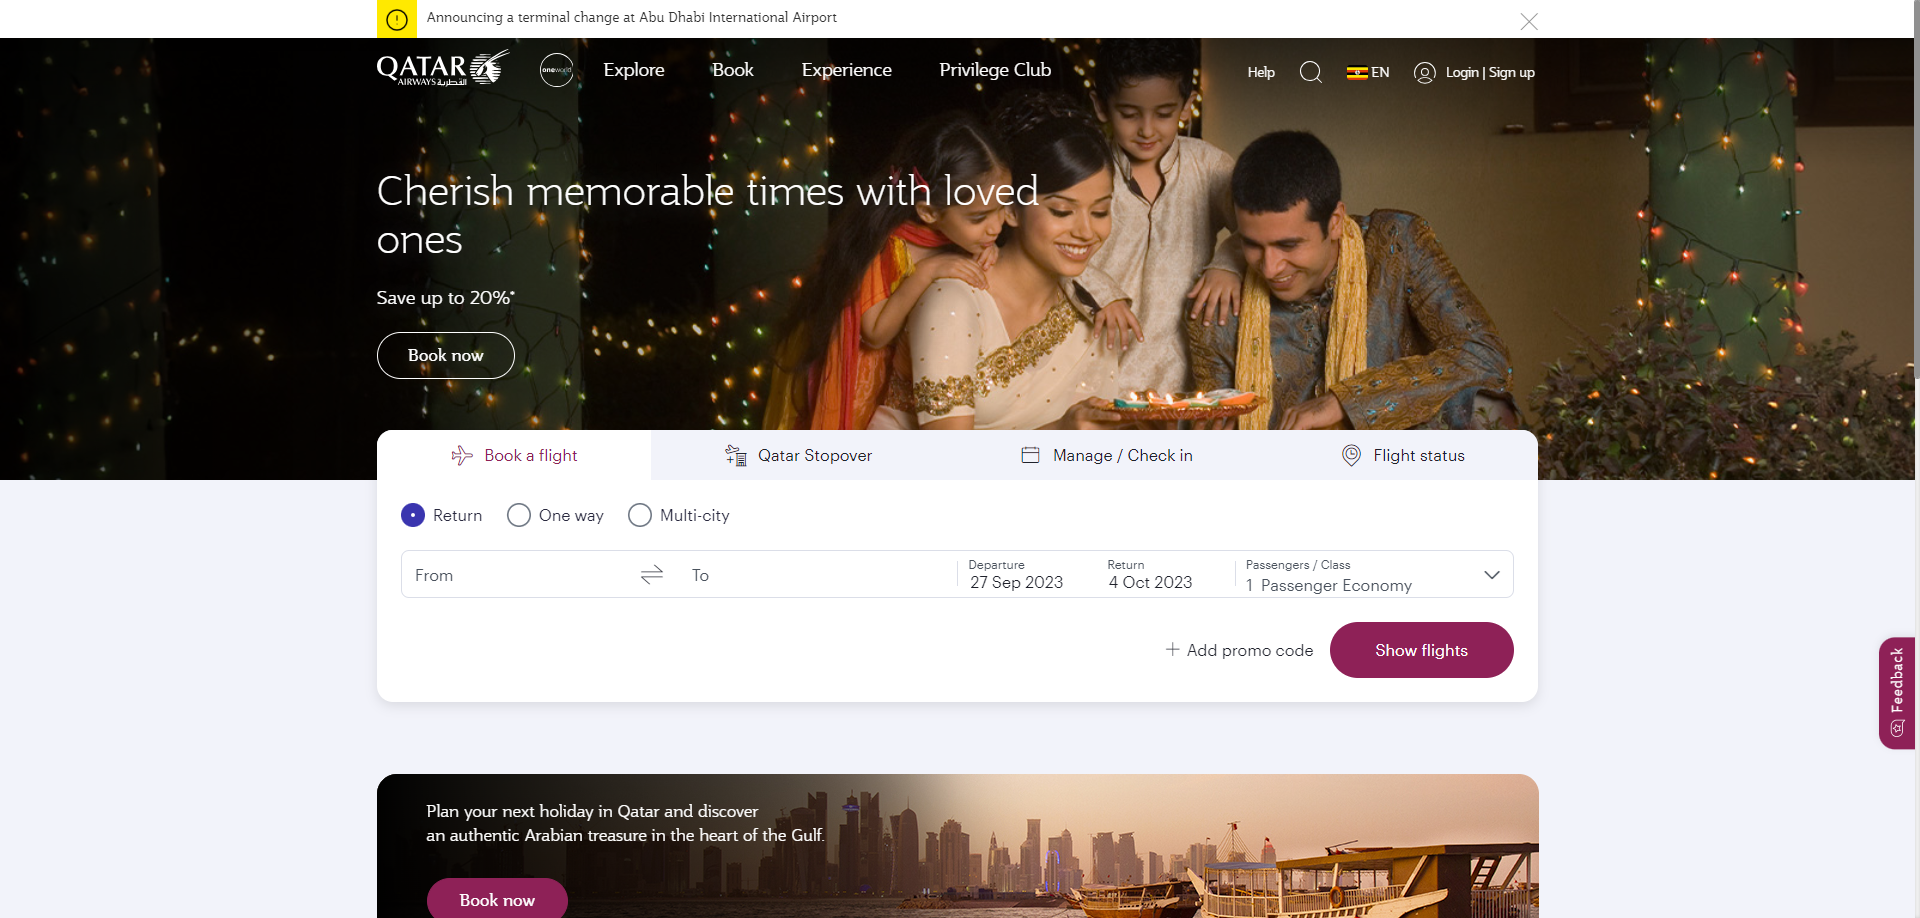 Announcing a terminal change at Abu Dhabi International Airport
QATAR
AIRWAYS القطرية
oneworld
Explore
Book
Experience
Privilege Club
Help
EN
Login | Sign up
Cherish memorable times with loved
ones
Save up to 20%*
Book now
Book a flight
Qatar Stopover
Manage / Check in
Flight status
Return
One way
Multi-city
From
To
Departure
27 Sep 2023
Return
4 Oct 2023
Passengers / Class
1 Passenger Economy
+ Add promo code
Show flights
Feedback
Plan your next holiday in Qatar and discover
an authentic Arabian treasure in the heart of the Gulf.
Book now